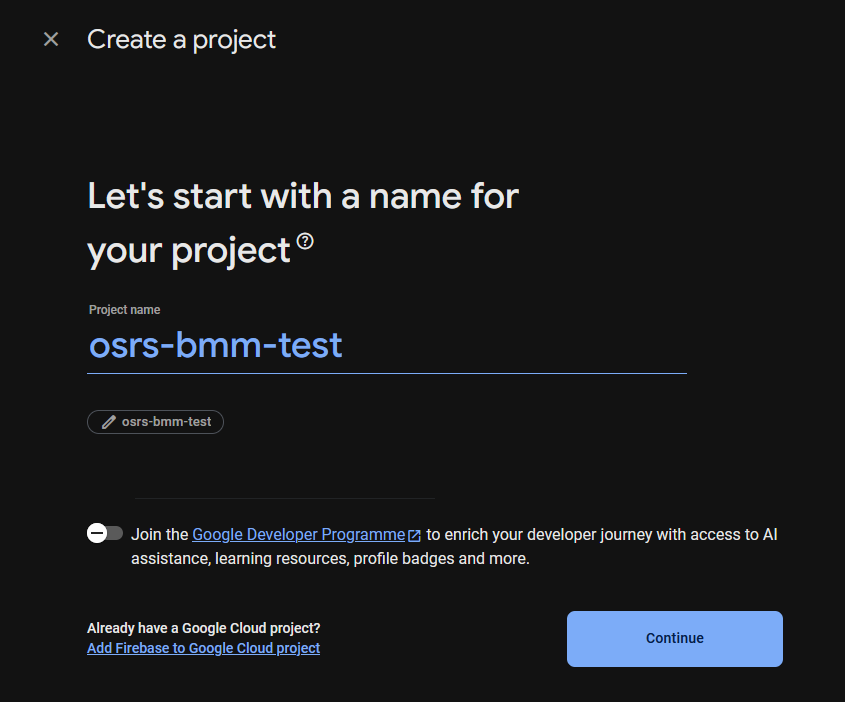 Create a project
Let's start with a name for
your project
Project name
osrs-bmm-test
osrs-bmm-test
Join the Google Developer Programme to enrich your developer journey with access to AI
assistance, learning resources, profile badges and more.
Already have a Google Cloud project?
Add Firebase to Google Cloud project
Continue